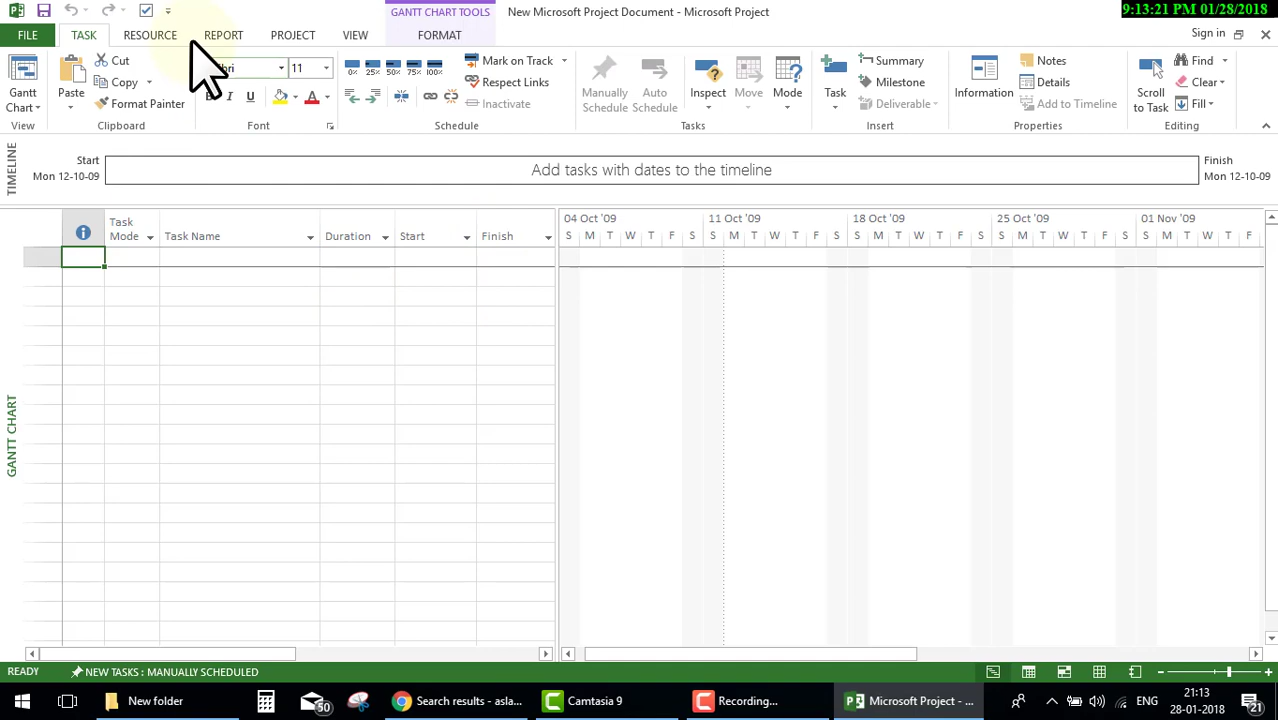 GANTT CHART TOOLS
New Microsoft Project Document - Microsoft Project
9:13:21 PM 01/28/2018
FILE TASK RESOURCE REPORT PROJECT VIEW FORMAT Sign in
Cut
Copy
Format Painter
Paste
Gantt Chart
View
Clipboard
11
B I U A
Font
0% 25% 50% 75% 100%
Mark on Track
Respect Links
Inactivate
Schedule
Manually Schedule
Auto Schedule
Inspect
Move
Mode
Tasks
Task
Summary
Milestone
Deliverable
Insert
Information
Notes
Details
Add to Timeline
Properties
Scroll to Task
Find
Clear
Fill
Editing
TIMELINE
Start
Mon 12-10-09
Add tasks with dates to the timeline
Finish
Mon 12-10-09
Task Mode
Task Name
Duration
Start
Finish
04 Oct '09 11 Oct '09 18 Oct '09 25 Oct '09 01 Nov '09
S M T W T F S S M T W T F S S M T W T F S S M T W T F S S M T W T F
GANTT CHART
READY NEW TASKS : MANUALLY SCHEDULED
New folder
50
Search results - asla...
Camtasia 9
Recording...
Microsoft Project - ...
ENG
21:13
28-01-2018
21